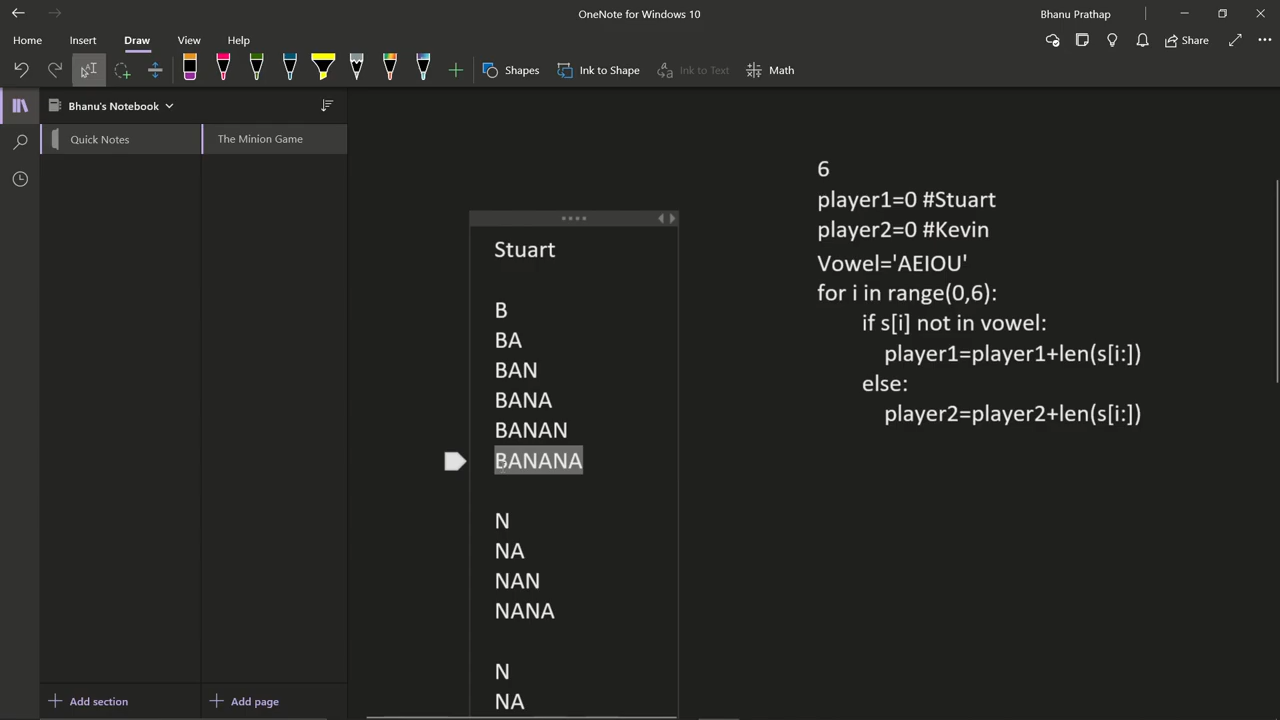 OneNote for Windows 10
Bhanu Prathap
Home
Insert
Draw
View
Help
Share
Shapes
Ink to Shape
Ink to Text
Math
Bhanu's Notebook
Quick Notes
The Minion Game
Stuart
B
BA
BAN
BANA
BANAN
BANANA
N
NA
NAN
NANA
N
NA
6
player1=0 #Stuart
player2=0 #Kevin
Vowel='AEIOU'
for i in range(0,6):
if s[i] not in vowel:
player1=player1+len(s[i:])
else:
player2=player2+len(s[i:])
Add section
Add page